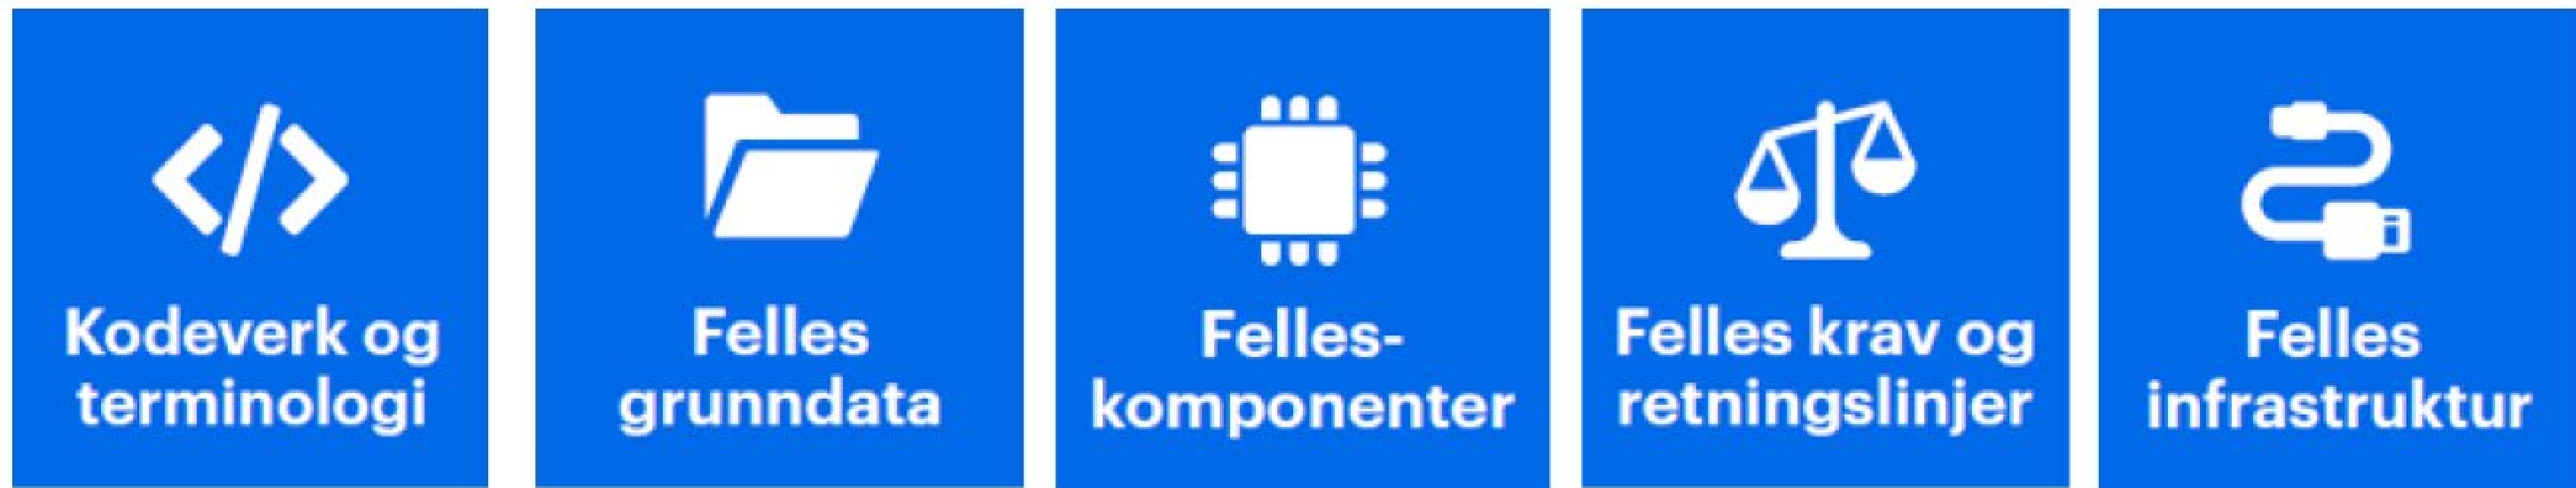 Kodeverk og
terminologi
Felles
grunndata
Felles-
komponenter
Felles krav og
retningslinjer
Felles
infrastruktur